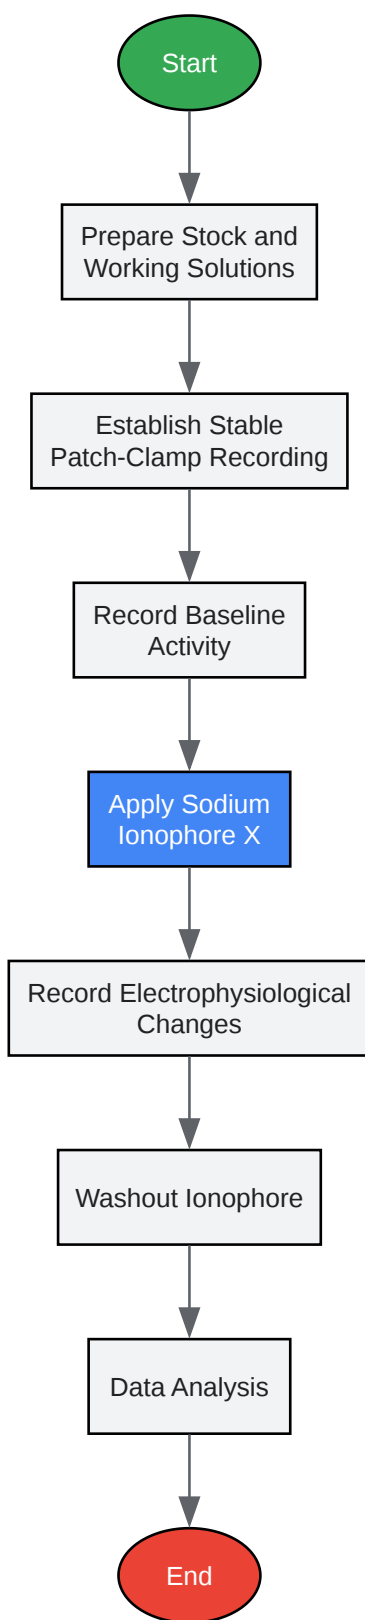 Start
Prepare Stock and
Working Solutions
Establish Stable
Patch-Clamp Recording
Record Baseline
Activity
Apply Sodium
Ionophore X
Record Electrophysiological
Changes
Washout Ionophore
Data Analysis
End